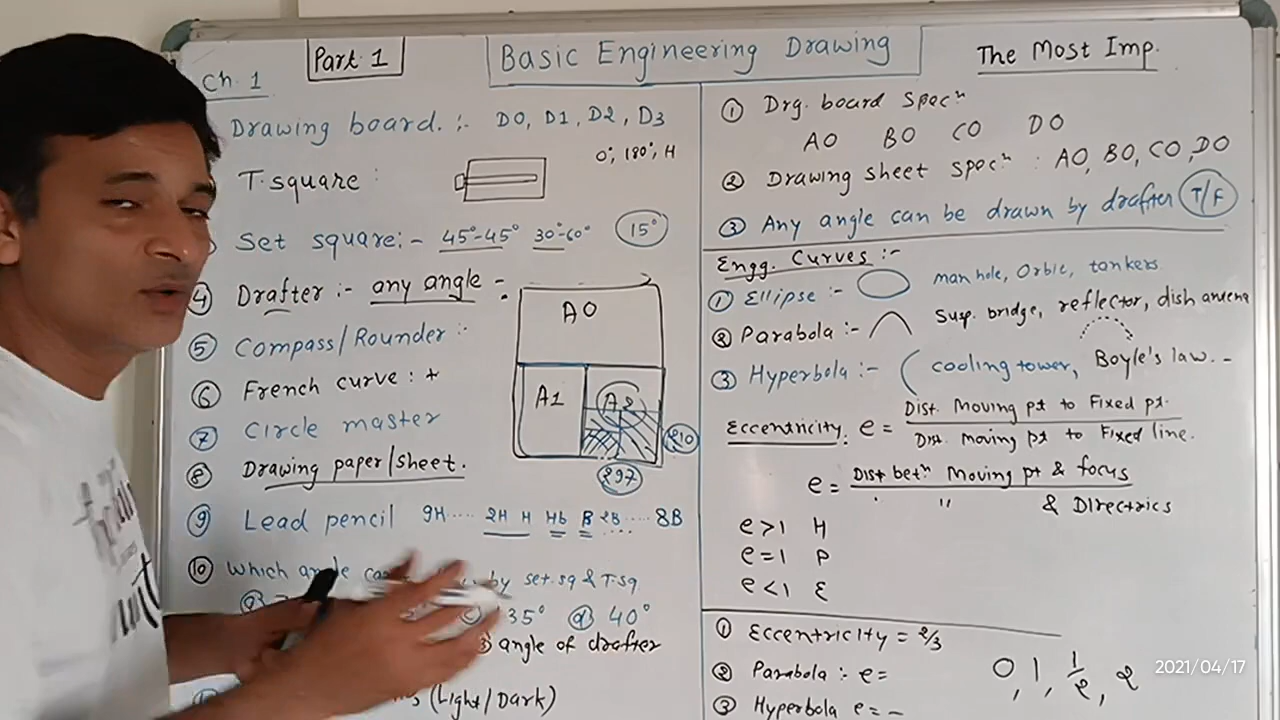 Part 1
Basic Engineering Drawing
The Most Imp.
Ch. 1
Drawing board. :- D0, D1, D2, D3
0°, 180°, H
T.square :
Set square:- 45°-45° 30°-60° 15°
4 Drafter :- any angle -
5 Compass/Rounder :-
6 French curve : +
7 Circle master
8 Drawing paper/sheet.
A0
A1
A2
210
297
9 Lead pencil 9H.... 2H H Hb B 2B..... 8B
10 Which angle by set.sq & T-sq
35° d 40°
angle of drafter
(Light/Dark)
1 Drg. board Specn
A0 B0 C0 D0
2 Drawing sheet specn : A0, B0, C0, D0
3 Any angle can be drawn by drafter T/F
Engg. Curves :-
1 Ellipse :- man hole, Orbie, tankers
2 Parabola :- Susp. bridge, reflector, dish antena
3 Hyperbola :- cooling tower, Boyle's law. -
Eccentricity. e = Dist. Moving pt to Fixed pt.
Dist. moving pt to Fixed line.
e = Dist betn Moving pt & focus
" " & Directrics
e>1 H
e=1 P
e<1 E
1 Eccentricity = 2/3
2 Parabola :- e=
0, 1, 1/2, 2
3 Hyperbola e = -
2021/04/17